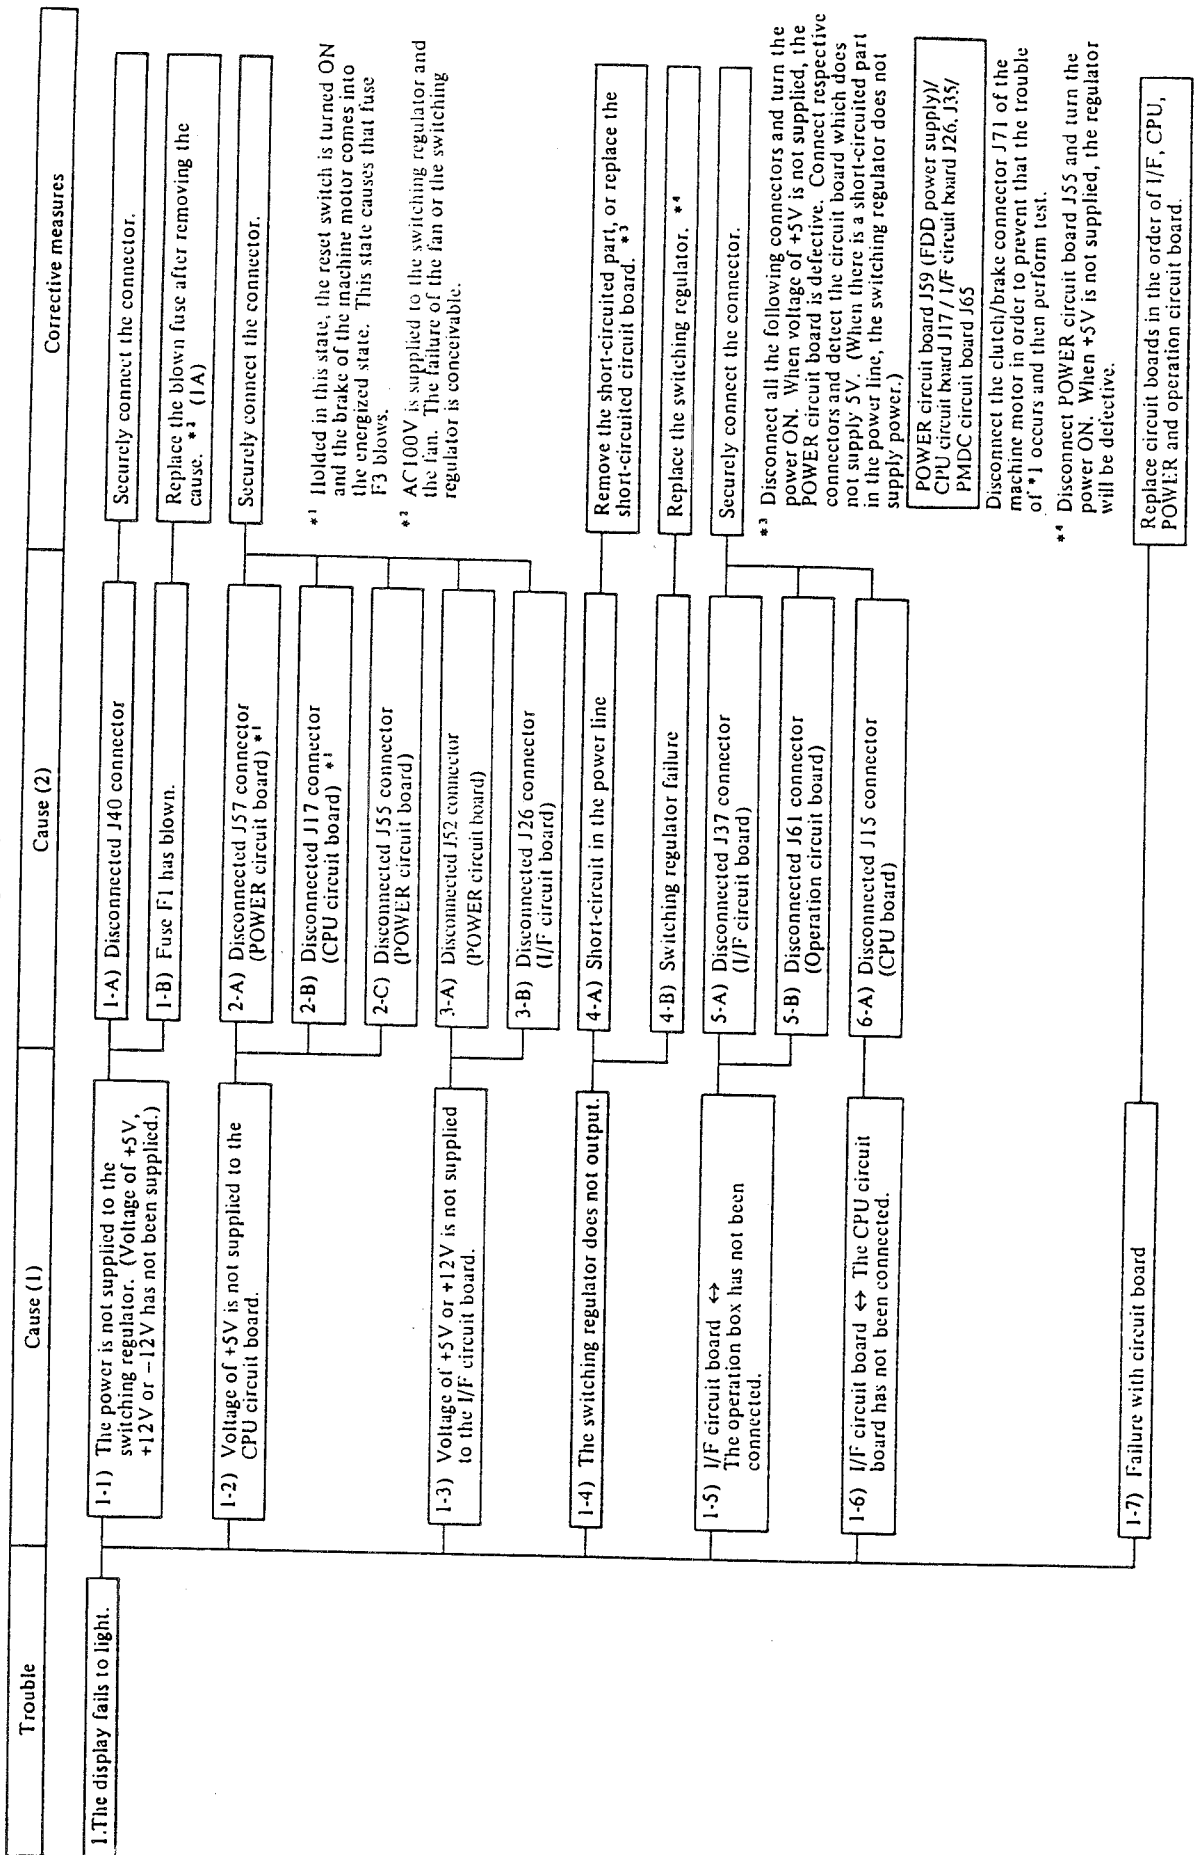 Trouble
Cause (1)
Cause (2)
Corrective measures
1.The display fails to light.
1-1) The power is not supplied to the
switching regulator. (Voltage of +5V,
+12V or −12V has not been supplied.)
1-A) Disconnected J40 connector
Securely connect the connector.
1-B) Fuse F1 has blown.
Replace the blown fuse after removing the
cause. *2 (1A)
1-2) Voltage of +5V is not supplied to the
CPU circuit board.
2-A) Disconnected J57 connector
(POWER circuit board) *1
Securely connect the connector.
2-B) Disconnected J17 connector
(CPU circuit board) *1
2-C) Disconnected J55 connector
(POWER circuit board)
*1 Holded in this state, the reset switch is turned ON
and the brake of the machine motor comes into
the energized state. This state causes that fuse
F3 blows.
*2 AC100V is supplied to the switching regulator and
the fan. The failure of the fan or the switching
regulator is conceivable.
1-3) Voltage of +5V or +12V is not supplied
to the I/F circuit board.
3-A) Disconnected J52 connector
(POWER circuit board)
3-B) Disconnected J26 connector
(I/F circuit board)
1-4) The switching regulator does not output.
4-A) Short-circuit in the power line
Remove the short-circuited part, or replace the
short-circuited circuit board. *3
4-B) Switching regulator failure
Replace the switching regulator. *4
1-5) I/F circuit board ↔
The operation box has not been
connected.
5-A) Disconnected J37 connector
(I/F circuit board)
Securely connect the connector.
5-B) Disconnected J61 connector
(Operation circuit board)
1-6) I/F circuit board ↔ The CPU circuit
board has not been connected.
6-A) Disconnected J15 connector
(CPU board)
*3 Disconnect all the following connectors and turn the
power ON. When voltage of +5V is not supplied, the
POWER circuit board is defective. Connect respective
connectors and detect the circuit board which does
not supply 5V. (When there is a short-circuited part
in the power line, the switching regulator does not
supply power.)
POWER circuit board J59 (FDD power supply)/
CPU circuit board J17 / I/F circuit board J26, J35/
PMDC circuit board J65
Disconnect the clutch/brake connector J71 of the
machine motor in order to prevent that the trouble
of *1 occurs and then perform test.
*4 Disconnect POWER circuit board J55 and turn the
power ON. When +5V is not supplied, the regulator
will be defective.
1-7) Failure with circuit board
Replace circuit boards in the order of I/F, CPU,
POWER and operation circuit board.